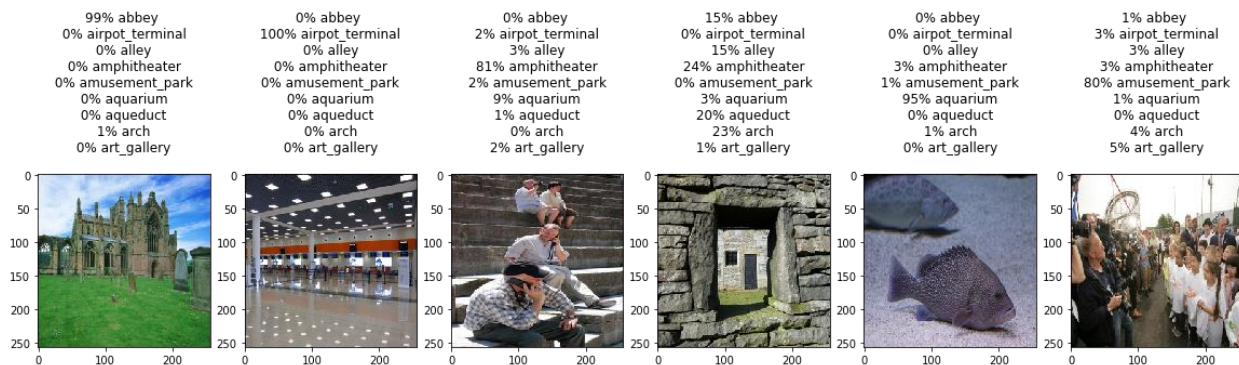 99% abbey
0% airpot_terminal
0% alley
0% amphitheater
0% amusement_park
0% aquarium
0% aqueduct
1% arch
0% art_gallery
0% abbey
100% airpot_terminal
0% alley
0% amphitheater
0% amusement_park
0% aquarium
0% aqueduct
0% arch
0% art_gallery
0% abbey
2% airpot_terminal
3% alley
81% amphitheater
2% amusement_park
9% aquarium
1% aqueduct
0% arch
2% art_gallery
15% abbey
0% airpot_terminal
15% alley
24% amphitheater
0% amusement_park
3% aquarium
20% aqueduct
23% arch
1% art_gallery
0% abbey
0% airpot_terminal
0% alley
3% amphitheater
1% amusement_park
95% aquarium
0% aqueduct
1% arch
0% art_gallery
1% abbey
3% airpot_terminal
3% alley
3% amphitheater
80% amusement_park
1% aquarium
0% aqueduct
4% arch
5% art_gallery
0
50
100
150
200
250
0 100 200
0
50
100
150
200
250
0 100 200
0
50
100
150
200
250
0 100 200
0
50
100
150
200
250
0 100 200
0
50
100
150
200
250
0 100 200
0
50
100
150
200
250
0 100 200